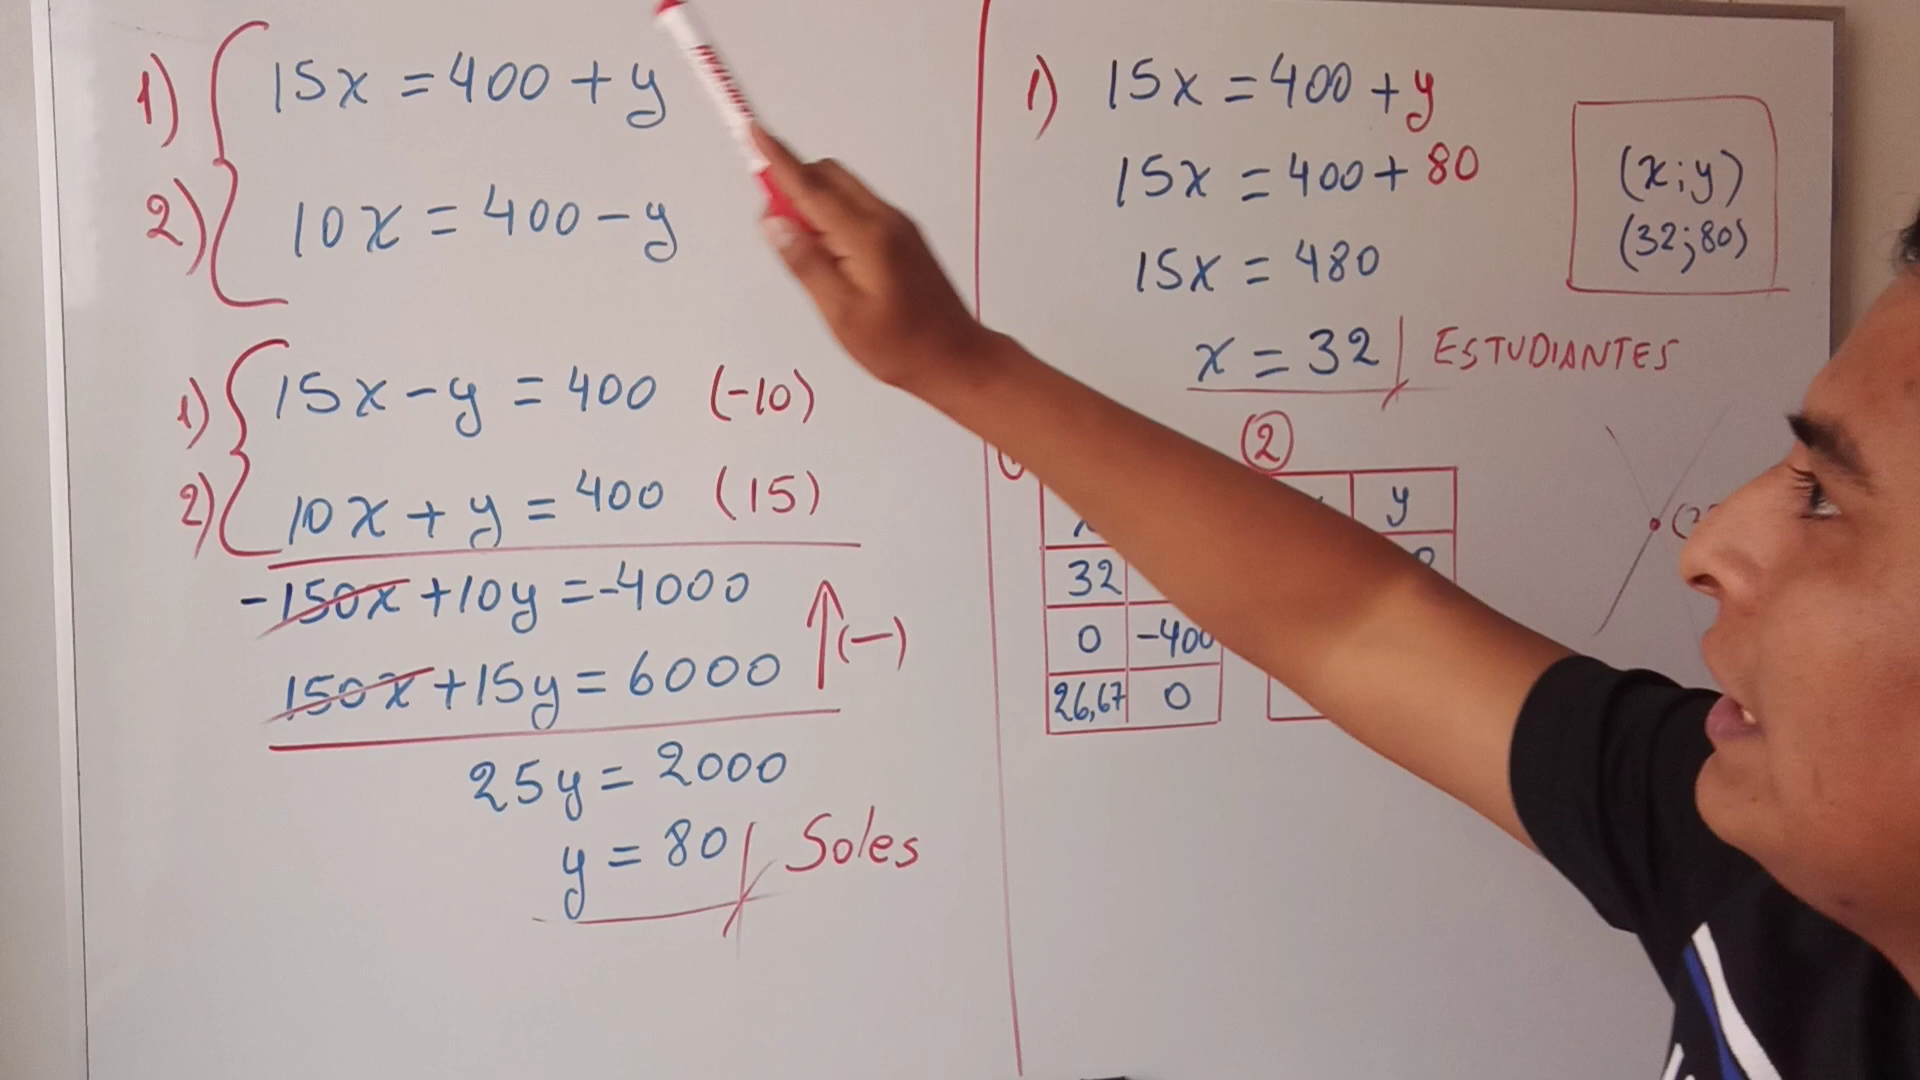 1) 15x = 400 + y
2) 10x = 400 - y
1) 15x - y = 400 (-10)
2) 10x + y = 400 (15)
-150x + 10y = -4000
150x + 15y = 6000
(-)
25y = 2000
y = 80 Soles
1) 15x = 400 + y
15x = 400 + 80
15x = 480
x = 32 ESTUDIANTES
(x; y)
(32; 80)
2
y
32
0 -400
26,67 0